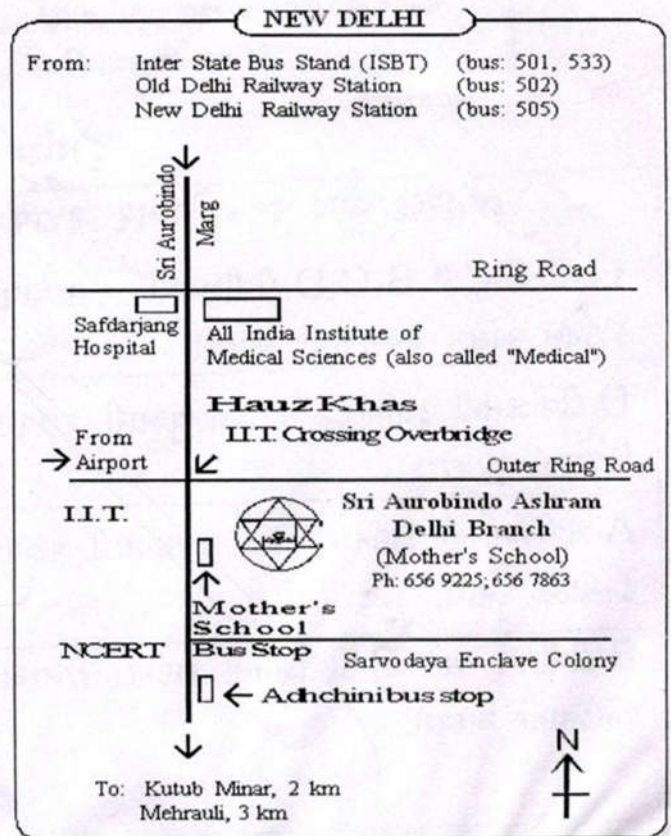 NEW DELHI
From: Inter State Bus Stand (ISBT) (bus: 501, 533)
Old Delhi Railway Station (bus: 502)
New Delhi Railway Station (bus: 505)
Sri Aurobindo
Marg
Ring Road
Safdarjang
Hospital
All India Institute of
Medical Sciences (also called "Medical")
Hauz Khas
I.I.T. Crossing Overbridge
From
Airport
Outer Ring Road
I.I.T.
Sri Aurobindo Ashram
Delhi Branch
(Mother's School)
Ph: 656 9225; 656 7863
Mother's
School
Bus Stop
NCERT
Sarvodaya Enclave Colony
Adhchini bus stop
N
To: Kutub Minar, 2 km
Mehrauli, 3 km